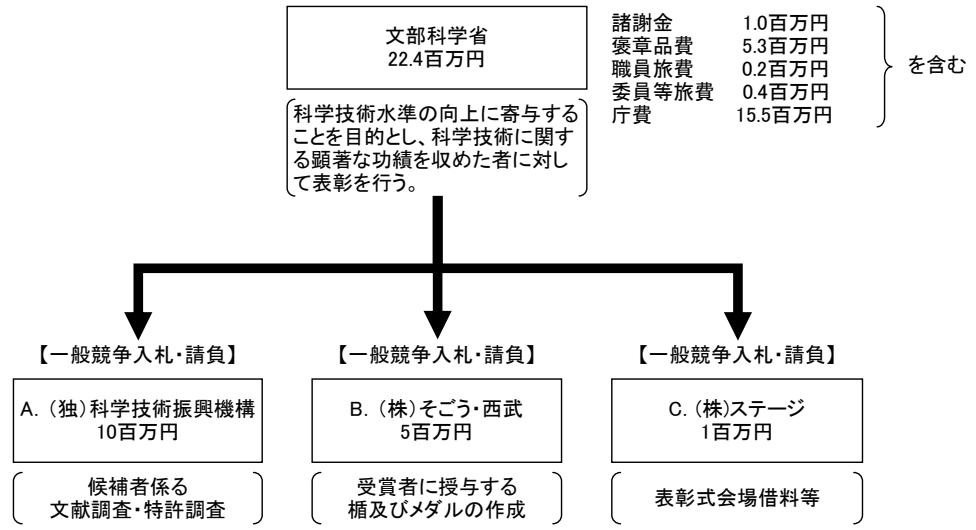 文部科学省
22.4百万円
諸謝金 1.0百万円
褒章品費 5.3百万円
職員旅費 0.2百万円
委員等旅費 0.4百万円
庁費 15.5百万円
を含む
科学技術水準の向上に寄与する
ことを目的とし、科学技術に関す
る顕著な功績を収めた者に対し
て表彰を行う。
【一般競争入札・請負】
A. (独)科学技術振興機構
10百万円
候補者係る
文献調査・特許調査
【一般競争入札・請負】
B. (株)そごう・西武
5百万円
受賞者に授与する
楯及びメダルの作成
【一般競争入札・請負】
C. (株)ステージ
1百万円
表彰式会場借料等